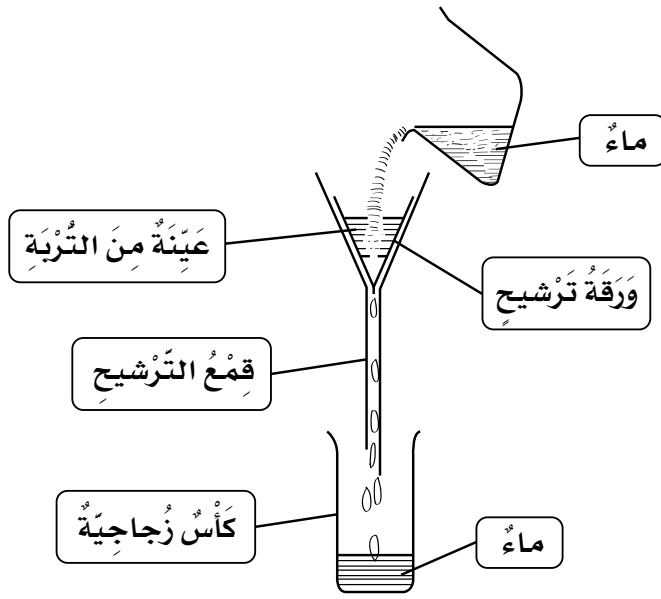 ماءٌ
عَيِّنَةٌ مِنَ التُّرْبَةِ
وَرَقَةُ تَرْشيحٍ
قِمْعُ التَّرْشيحِ
كَأْسٌ زُجاجِيّةٌ
ماءٌ